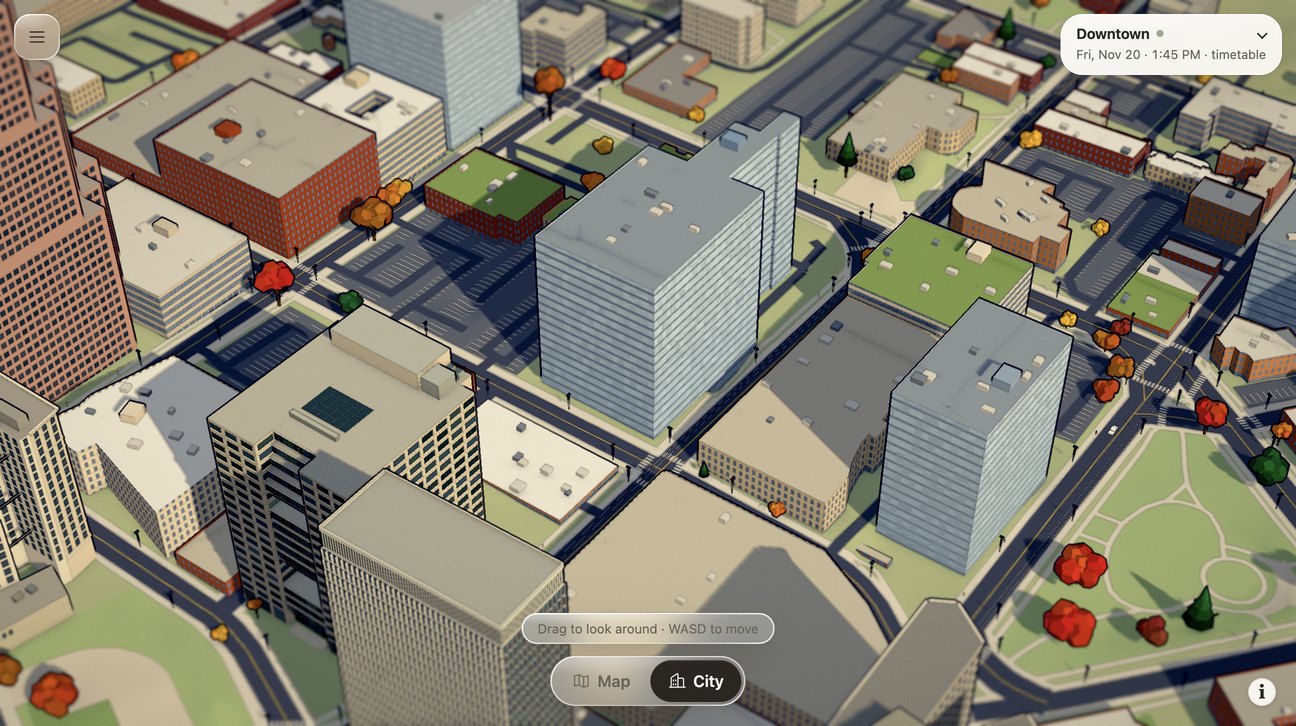 Downtown
Fri, Nov 20 · 1:45 PM · timetable
Drag to look around · WASD to move
Map
City
i